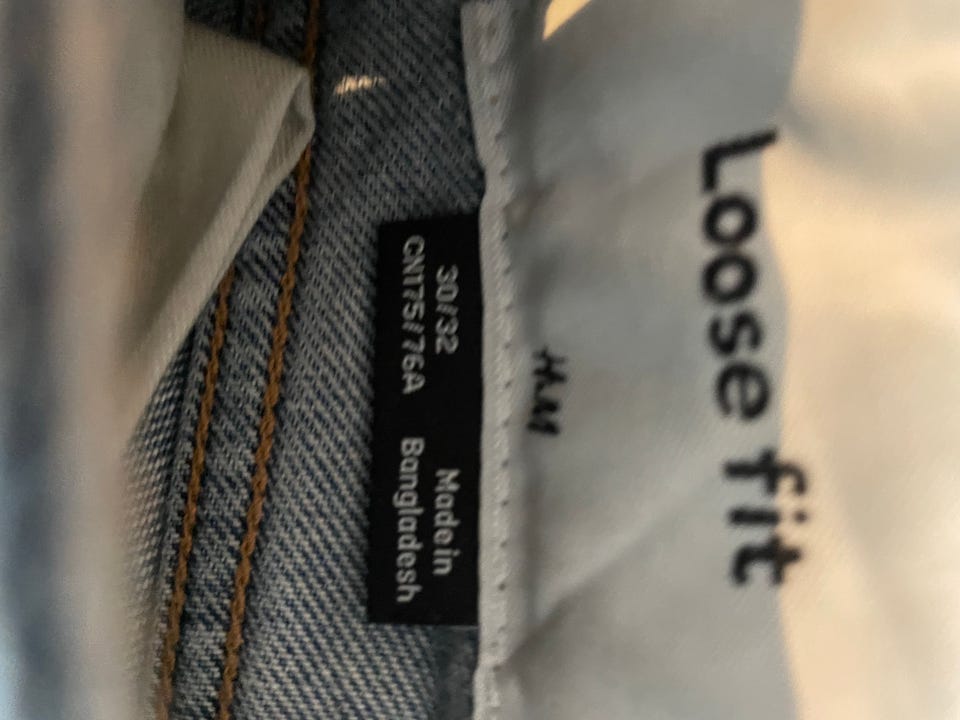 Loose fit
H&M
30/32
CN175/76A
Made in
Bangladesh